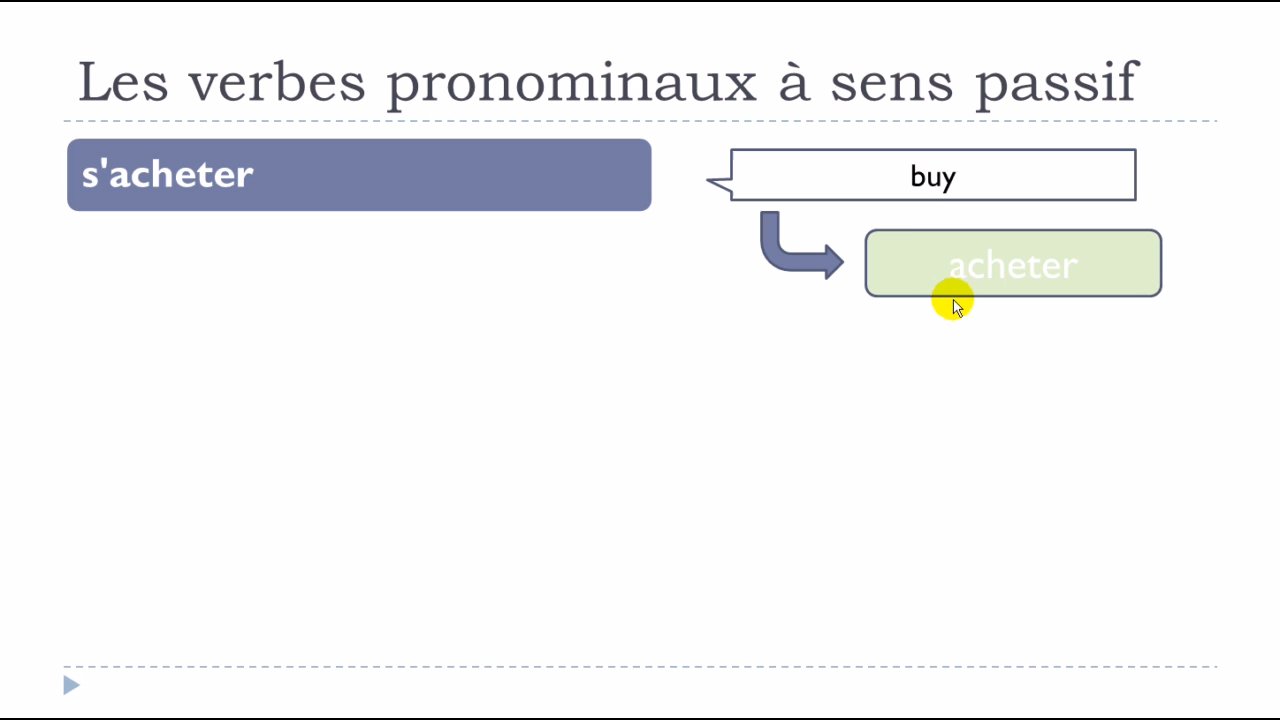 Les verbes pronominaux à sens passif
s'acheter
buy
acheter